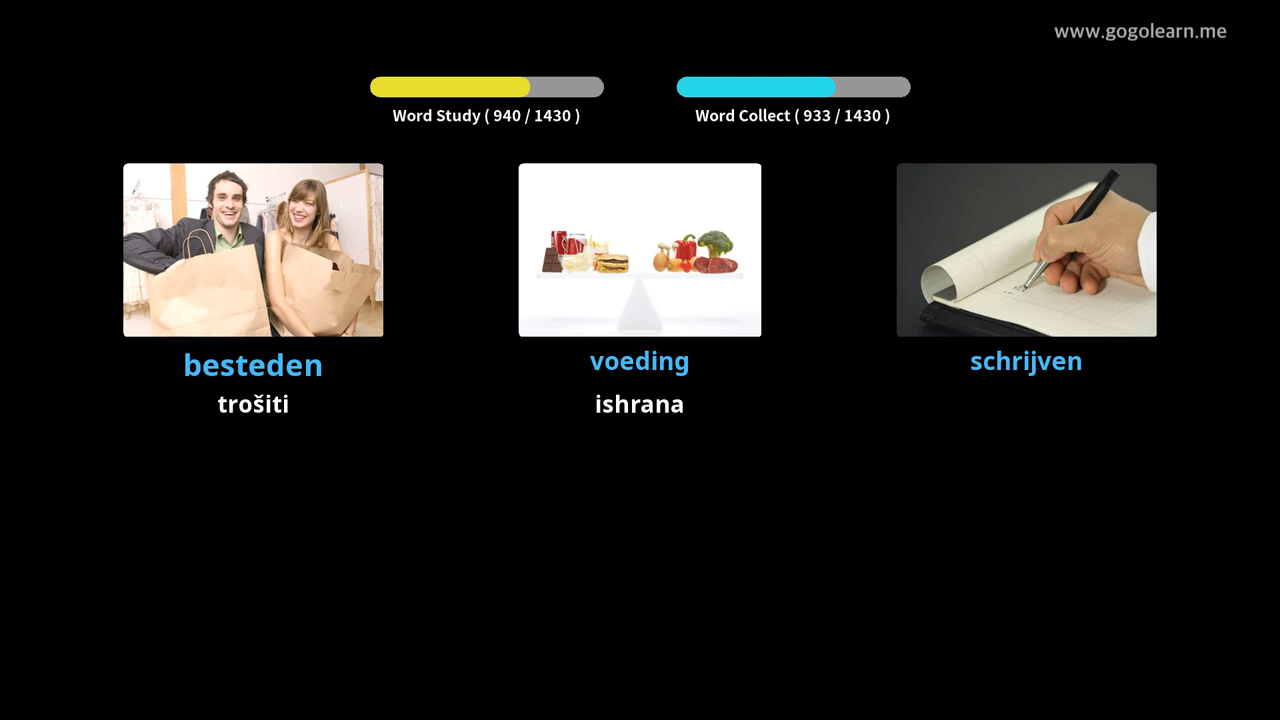 www.gogolearn.me
Word Study ( 940 / 1430 )
Word Collect ( 933 / 1430 )
besteden
voeding
schrijven
trošiti
ishrana